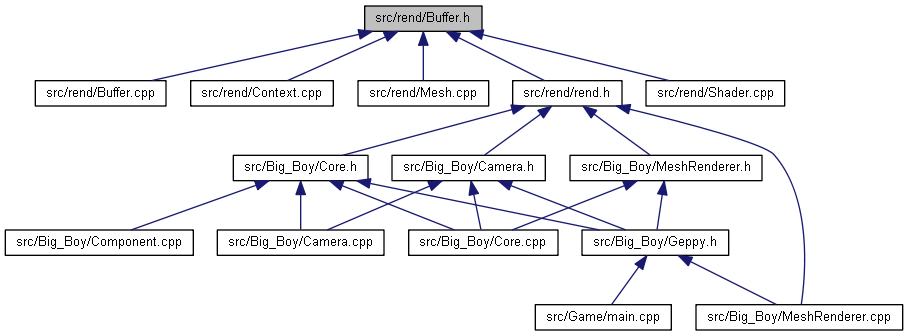 src/rend/Buffer.h
src/rend/Buffer.cpp
src/rend/Context.cpp
src/rend/Mesh.cpp
src/rend/rend.h
src/rend/Shader.cpp
src/Big_Boy/Core.h
src/Big_Boy/Camera.h
src/Big_Boy/MeshRenderer.h
src/Big_Boy/Component.cpp
src/Big_Boy/Camera.cpp
src/Big_Boy/Core.cpp
src/Big_Boy/Geppy.h
src/Game/main.cpp
src/Big_Boy/MeshRenderer.cpp